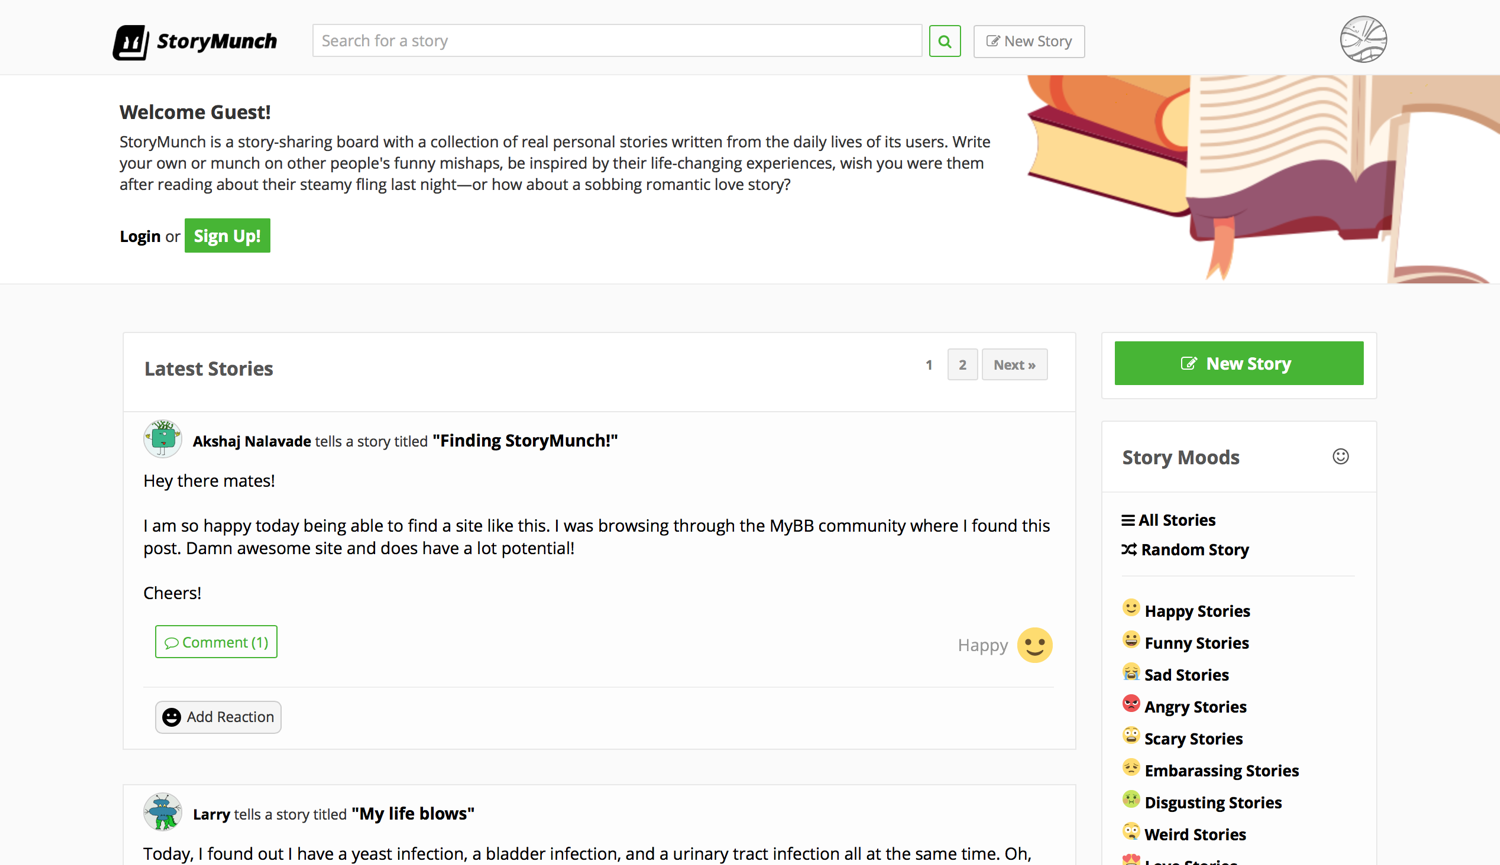 StoryMunch
Search for a story
New Story
Welcome Guest!
StoryMunch is a story-sharing board with a collection of real personal stories written from the daily lives of its users. Write
your own or munch on other people's funny mishaps, be inspired by their life-changing experiences, wish you were them
after reading about their steamy fling last night—or how about a sobbing romantic love story?
Login or Sign Up!
Latest Stories
1 2 Next »
Akshaj Nalavade tells a story titled "Finding StoryMunch!"
Hey there mates!
I am so happy today being able to find a site like this. I was browsing through the MyBB community where I found this
post. Damn awesome site and does have a lot potential!
Cheers!
Comment (1)
Happy
Add Reaction
Larry tells a story titled "My life blows"
Today, I found out I have a yeast infection, a bladder infection, and a urinary tract infection all at the same time. Oh,
New Story
Story Moods
All Stories
Random Story
Happy Stories
Funny Stories
Sad Stories
Angry Stories
Scary Stories
Embarassing Stories
Disgusting Stories
Weird Stories
Love Stories